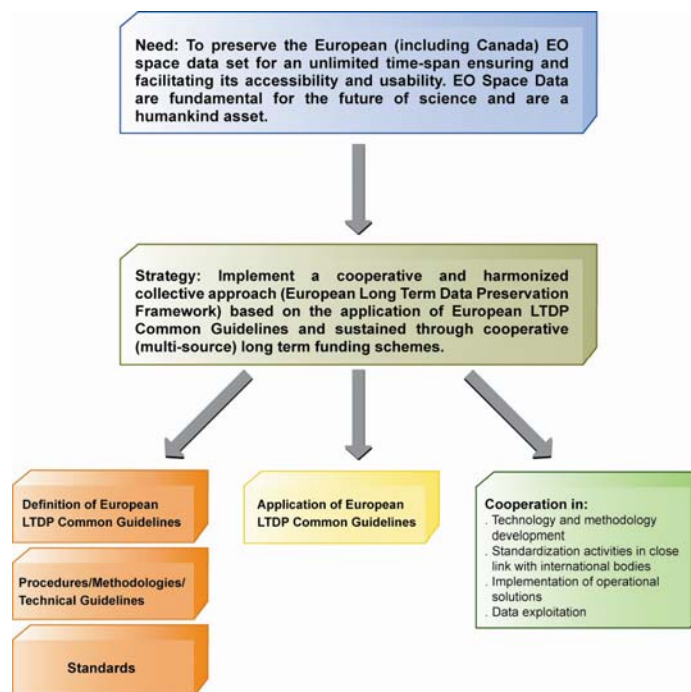 Need: To preserve the European (including Canada) EO
space data set for an unlimited time-span ensuring and
facilitating its accessibility and usability. EO Space Data
are fundamental for the future of science and are a
humankind asset.
Strategy: Implement a cooperative and harmonized
collective approach (European Long Term Data Preservation
Framework) based on the application of European LTDP
Common Guidelines and sustained through cooperative
(multi-source) long term funding schemes.
Definition of European
LTDP Common Guidelines
Procedures/Methodologies/
Technical Guidelines
Standards
Application of European
LTDP Common Guidelines
Cooperation in:
. Technology and methodology
development
. Standardization activities in close
link with international bodies
. Implementation of operational
solutions
. Data exploitation